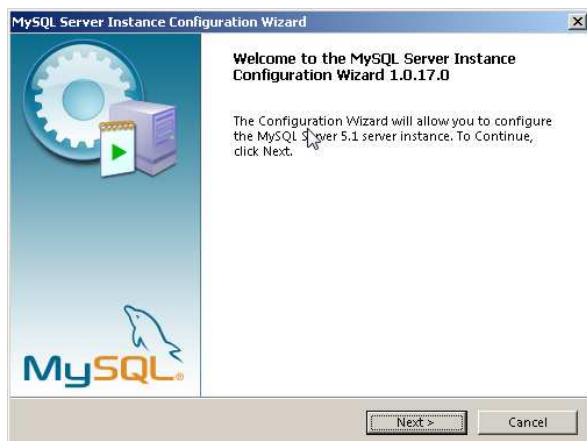 MySQL Server Instance Configuration Wizard
Welcome to the MySQL Server Instance
Configuration Wizard 1.0.17.0
The Configuration Wizard will allow you to configure
the MySQL Server 5.1 server instance. To Continue,
click Next.
MySQL®
Next >
Cancel